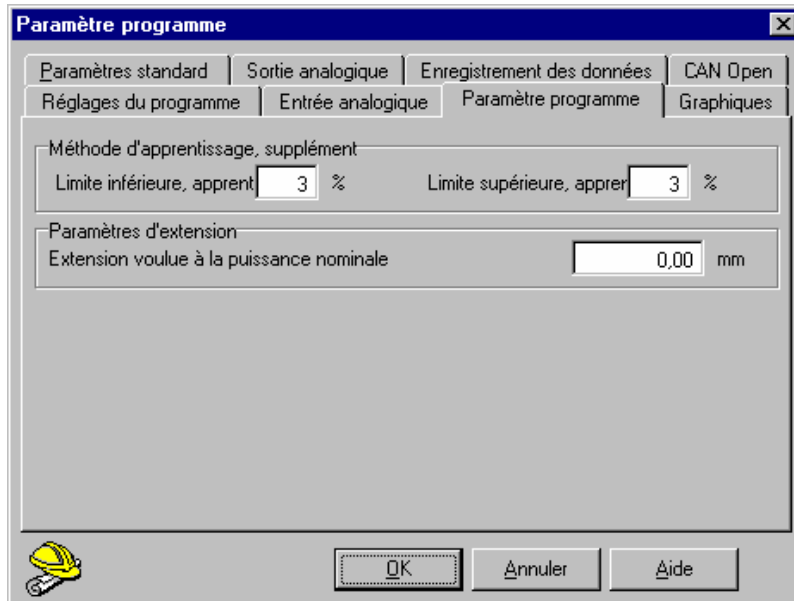 Paramètre programme
Paramètres standard Sortie analogique Enregistrement des données CAN Open
Réglages du programme Entrée analogique Paramètre programme Graphiques
Méthode d'apprentissage, supplément
Limite inférieure, apprent 3 % Limite supérieure, apprer 3 %
Paramètres d'extension
Extension voulue à la puissance nominale 0,00 mm
OK Annuler Aide